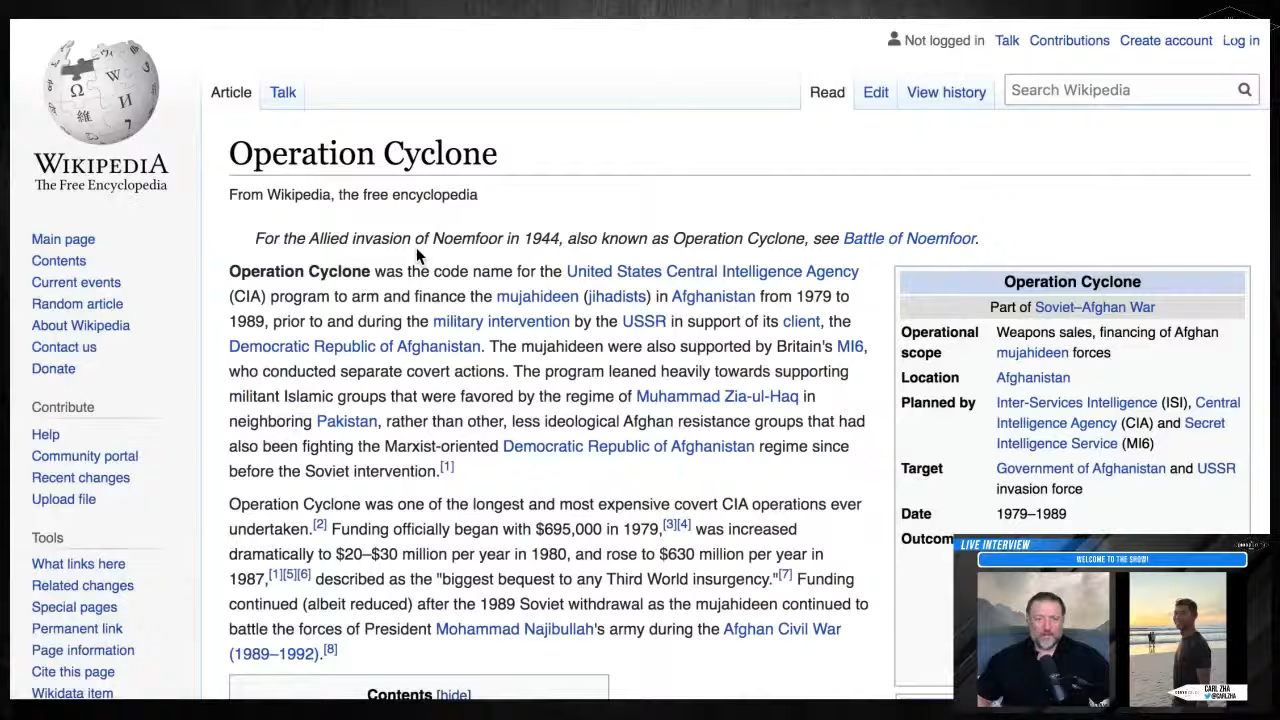 Not logged in Talk Contributions Create account Log in
Article Talk Read Edit View history Search Wikipedia
WIKIPEDIA
The Free Encyclopedia
Main page
Contents
Current events
Random article
About Wikipedia
Contact us
Donate
Contribute
Help
Community portal
Recent changes
Upload file
Tools
What links here
Related changes
Special pages
Permanent link
Page information
Cite this page
Wikidata item
Operation Cyclone
From Wikipedia, the free encyclopedia
For the Allied invasion of Noemfoor in 1944, also known as Operation Cyclone, see Battle of Noemfoor.
Operation Cyclone was the code name for the United States Central Intelligence Agency
(CIA) program to arm and finance the mujahideen (jihadists) in Afghanistan from 1979 to
1989, prior to and during the military intervention by the USSR in support of its client, the
Democratic Republic of Afghanistan. The mujahideen were also supported by Britain's MI6,
who conducted separate covert actions. The program leaned heavily towards supporting
militant Islamic groups that were favored by the regime of Muhammad Zia-ul-Haq in
neighboring Pakistan, rather than other, less ideological Afghan resistance groups that had
also been fighting the Marxist-oriented Democratic Republic of Afghanistan regime since
before the Soviet intervention.[1]
Operation Cyclone was one of the longest and most expensive covert CIA operations ever
undertaken.[2] Funding officially began with $695,000 in 1979,[3][4] was increased
dramatically to $20–$30 million per year in 1980, and rose to $630 million per year in
1987,[1][5][6] described as the "biggest bequest to any Third World insurgency."[7] Funding
continued (albeit reduced) after the 1989 Soviet withdrawal as the mujahideen continued to
battle the forces of President Mohammad Najibullah's army during the Afghan Civil War
(1989–1992).[8]
Contents [hide]
Operation Cyclone
Part of Soviet–Afghan War
Operational scope Weapons sales, financing of Afghan
mujahideen forces
Location Afghanistan
Planned by Inter-Services Intelligence (ISI), Central
Intelligence Agency (CIA) and Secret
Intelligence Service (MI6)
Target Government of Afghanistan and USSR
invasion force
Date 1979–1989
Outcom
LIVE INTERVIEW
WELCOME TO THE SHOW!
CARL ZHA
@CARLZHA